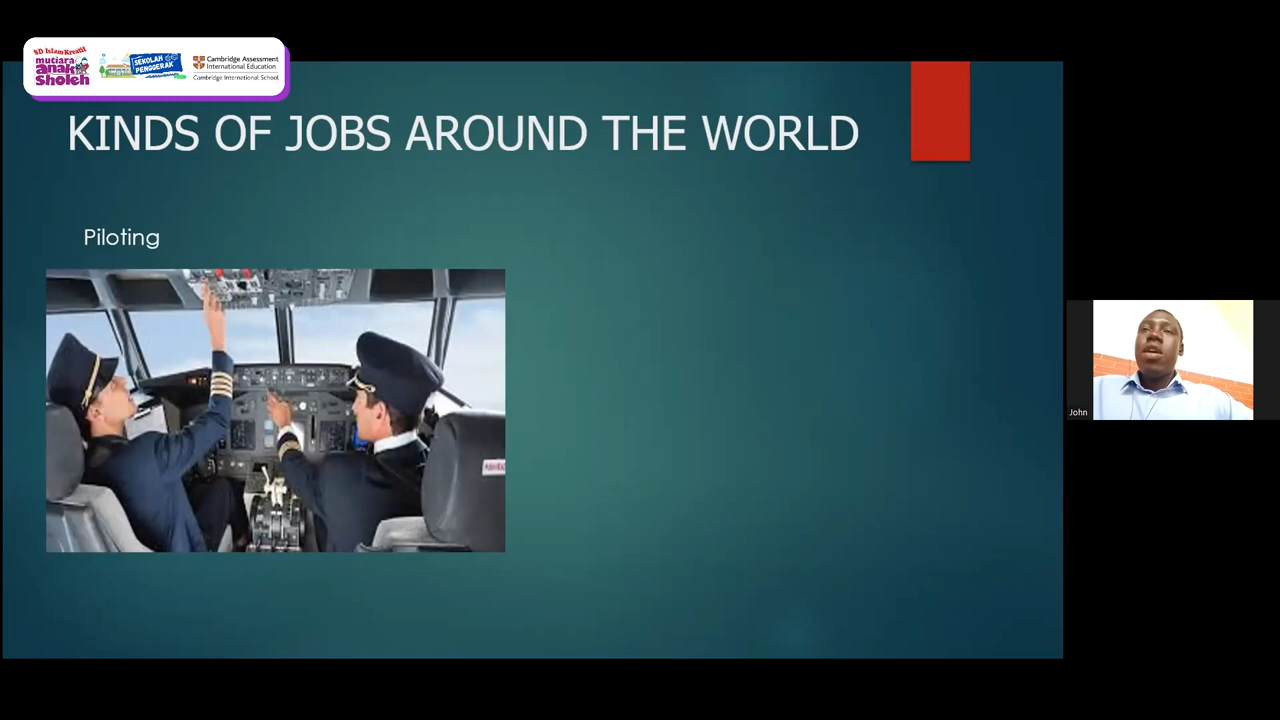 SD Islam Kreatif
mutiara
anak
Sholeh
SEKOLAH
PENGGERAK
Cambridge Assessment
International Education
Cambridge International School
KINDS OF JOBS AROUND THE WORLD
Piloting
John